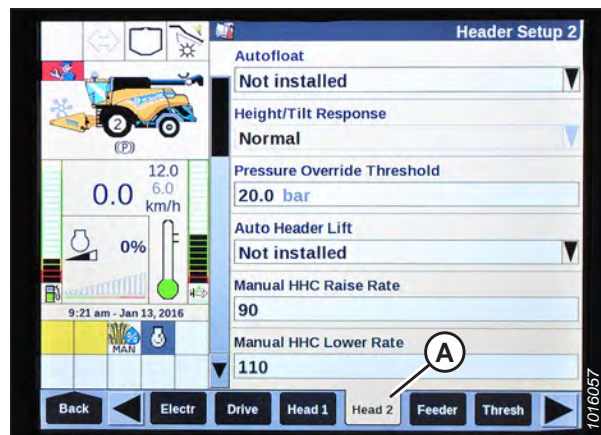 Header Setup 2
Autofloat
Not installed
Height/Tilt Response
Normal
Pressure Override Threshold
20.0 bar
Auto Header Lift
Not installed
Manual HHC Raise Rate
90
Manual HHC Lower Rate
110
2
(P)
12.0
6.0
0.0 km/h
0%
F
9:21 am - Jan 13, 2016
MAN
A
Back
Electr
Drive
Head 1
Head 2
Feeder
Thresh
1016057